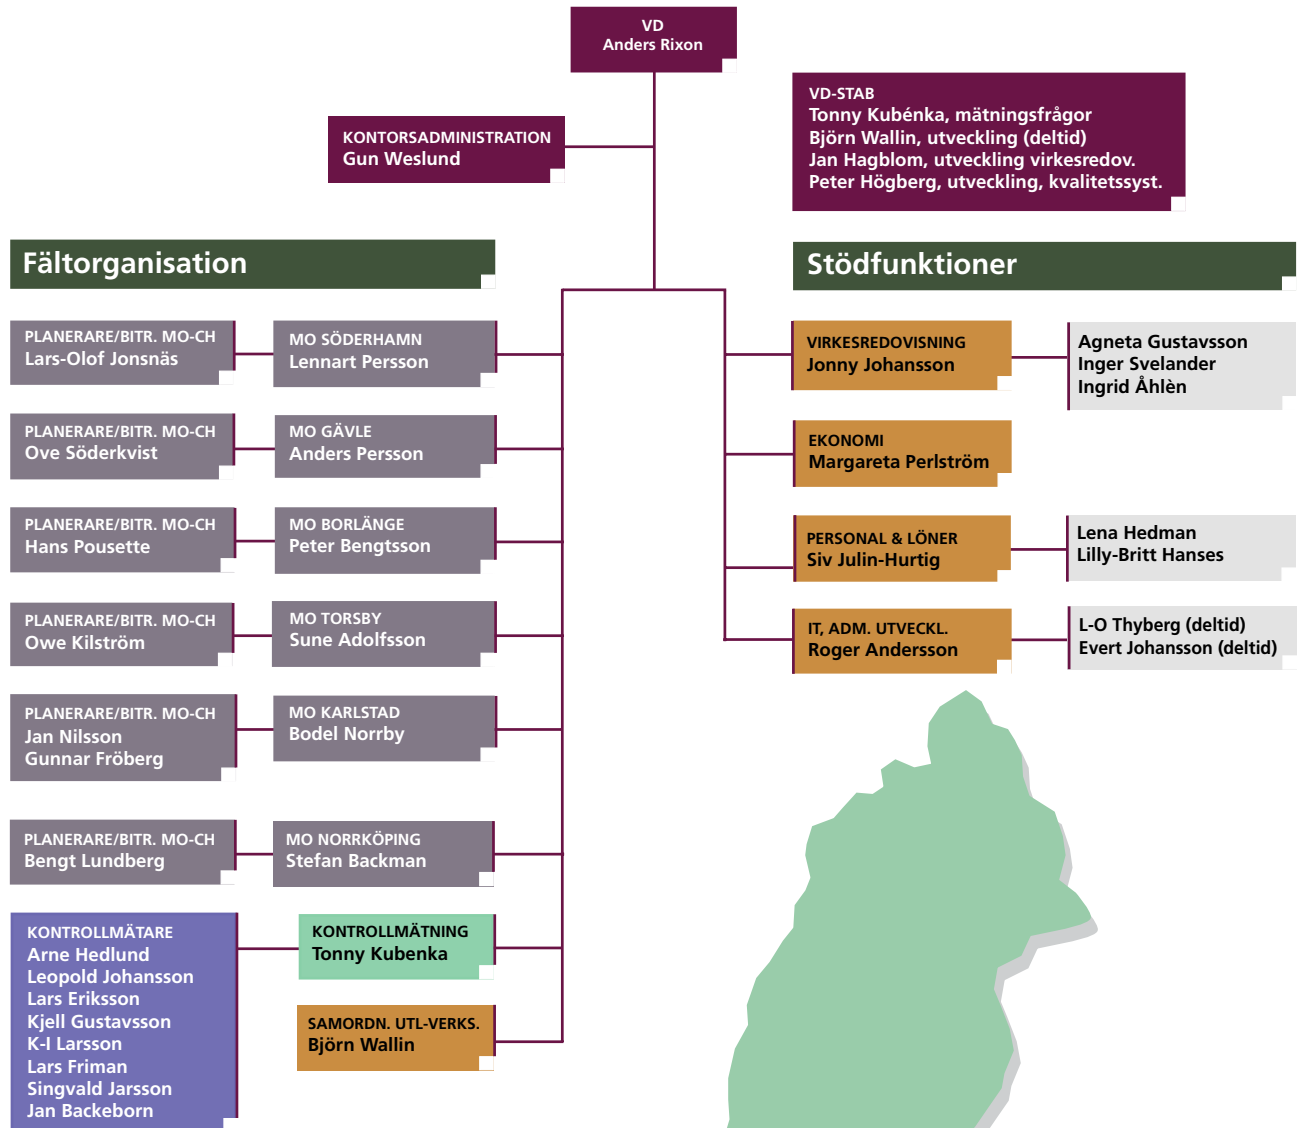 VD
Anders Rixon
VD-STAB
Tonny Kubénka, mätningsfrågor
Björn Wallin, utveckling (deltid)
Jan Hagblom, utveckling virkesredov.
Peter Högberg, utveckling, kvalitetssyst.
KONTORSADMINISTRATION
Gun Weslund
Fältorganisation
PLANERARE/BITR. MO-CH
Lars-Olof Jonsnäs
MO SÖDERHAMN
Lennart Persson
PLANERARE/BITR. MO-CH
Ove Söderkvist
MO GÄVLE
Anders Persson
PLANERARE/BITR. MO-CH
Hans Pousette
MO BORLÄNGE
Peter Bengtsson
PLANERARE/BITR. MO-CH
Owe Kilström
MO TORSBY
Sune Adolfsson
PLANERARE/BITR. MO-CH
Jan Nilsson
Gunnar Fröberg
MO KARLSTAD
Bodel Norrby
PLANERARE/BITR. MO-CH
Bengt Lundberg
MO NORRKÖPING
Stefan Backman
KONTROLLMÄTARE
Arne Hedlund
Leopold Johansson
Lars Eriksson
Kjell Gustavsson
K-I Larsson
Lars Friman
Singvald Jarsson
Jan Backeborn
KONTROLLMÄTNING
Tonny Kubenka
SAMORDN. UTL-VERKS.
Björn Wallin
Stödfunktioner
VIRKESREDOVISNING
Jonny Johansson
Agneta Gustavsson
Inger Svelander
Ingrid Åhlèn
EKONOMI
Margareta Perlström
PERSONAL & LÖNER
Siv Julin-Hurtig
Lena Hedman
Lilly-Britt Hanses
IT, ADM. UTVECKL.
Roger Andersson
L-O Thyberg (deltid)
Evert Johansson (deltid)